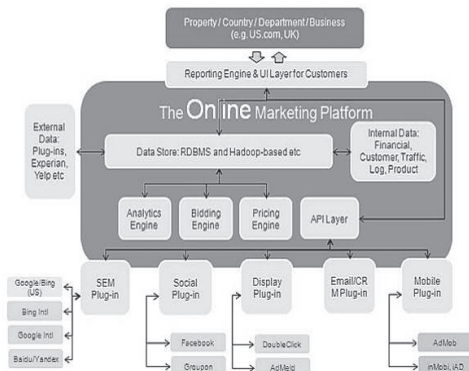 Property / Country / Department / Business
(e.g. US.com, UK)
Reporting Engine & UI Layer for Customers
The Online Marketing Platform
External
Data:
Plug-ins,
Experian,
Yelp etc
Data Store: RDBMS and Hadoop-based etc
Internal Data:
Financial,
Customer, Traffic,
Log, Product
Analytics
Engine
Bidding
Engine
Pricing
Engine
API Layer
SEM
Plug-in
Social
Plug-in
Display
Plug-in
Email/CR
M Plug-in
Mobile
Plug-in
Google/Bing
(US)
Bing Intl
Google Intl
Baidu/Yandex
Facebook
Groupon
DoubleClick
AdMeld
AdMob
inMobi, iAD